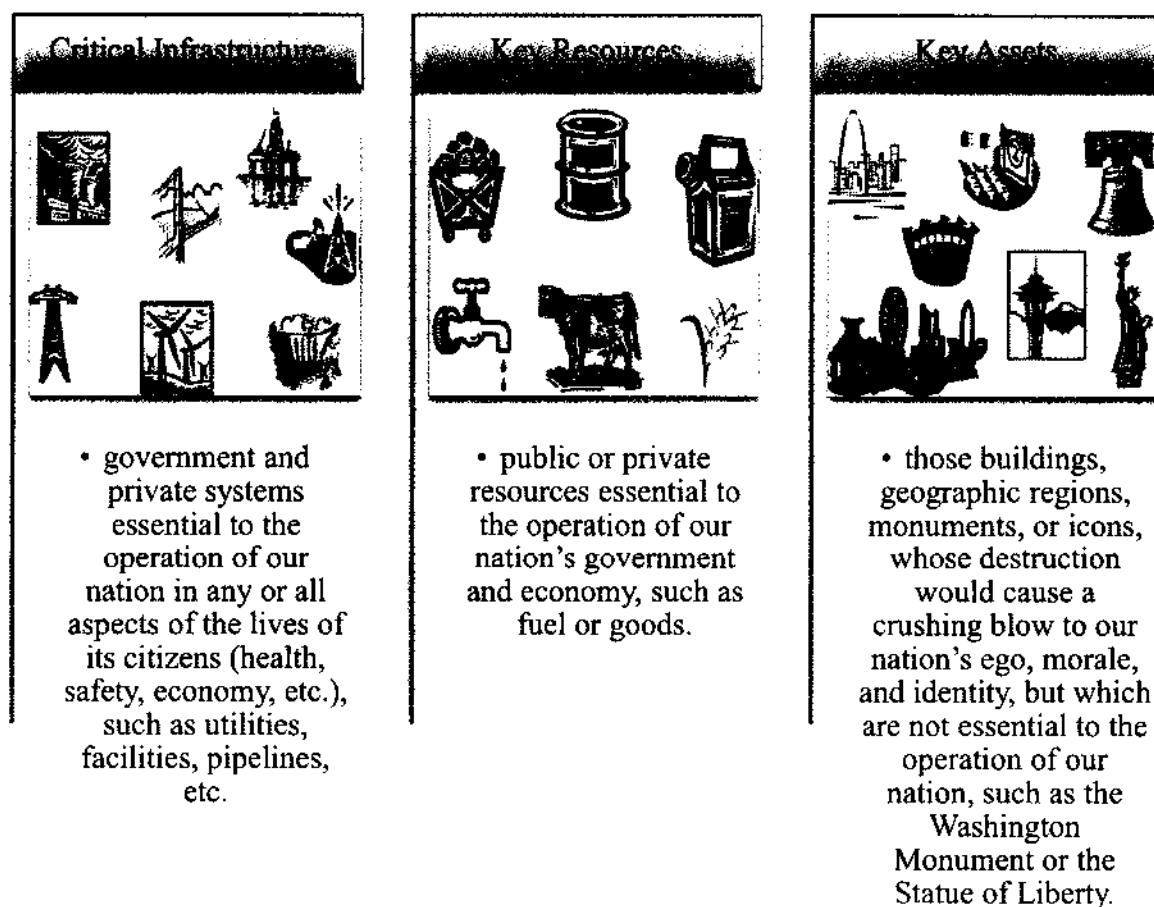 Critical Infrastructure
• government and
private systems
essential to the
operation of our
nation in any or all
aspects of the lives of
its citizens (health,
safety, economy, etc.),
such as utilities,
facilities, pipelines,
etc.
Key Resources
• public or private
resources essential to
the operation of our
nation's government
and economy, such as
fuel or goods.
Key Assets
• those buildings,
geographic regions,
monuments, or icons,
whose destruction
would cause a
crushing blow to our
nation's ego, morale,
and identity, but which
are not essential to the
operation of our
nation, such as the
Washington
Monument or the
Statue of Liberty.